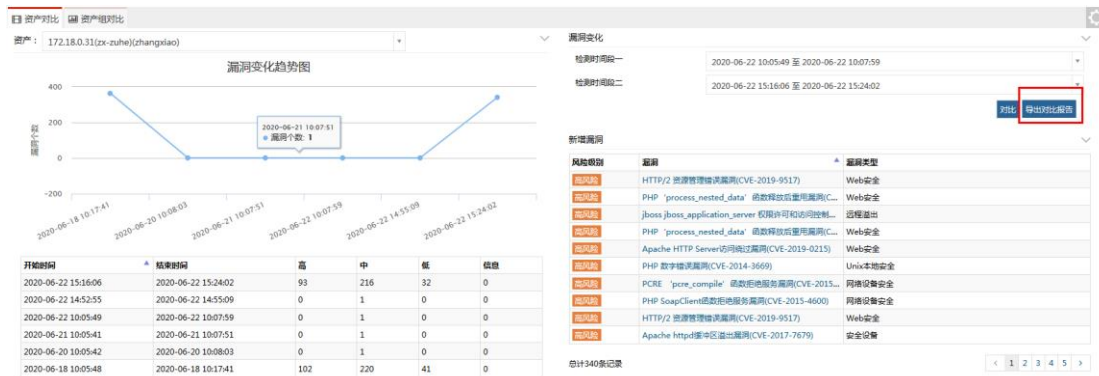 资产对比 资产组对比
资产： 172.18.0.31(zx-zuhe)(zhangxiao)
漏洞变化趋势图
400
200
0
-200
漏洞个数
2020-06-21 10:07:51
漏洞个数: 1
2020-06-18 10:17:41
2020-06-20 10:08:03
2020-06-21 10:07:51
2020-06-22 10:07:59
2020-06-22 14:55:09
2020-06-22 15:24:02
开始时间 结束时间 高 中 低 信息
2020-06-22 15:16:06 2020-06-22 15:24:02 93 216 32 0
2020-06-22 14:52:55 2020-06-22 14:55:09 0 1 0 0
2020-06-22 10:05:49 2020-06-22 10:07:59 0 1 0 0
2020-06-21 10:05:41 2020-06-21 10:07:51 0 1 0 0
2020-06-20 10:05:42 2020-06-20 10:08:03 0 1 0 0
2020-06-18 10:05:48 2020-06-18 10:17:41 102 220 41 0
漏洞变化
检测时间段一 2020-06-22 10:05:49 至 2020-06-22 10:07:59
检测时间段二 2020-06-22 15:16:06 至 2020-06-22 15:24:02
对比 导出对比报告
新增漏洞
风险级别 漏洞 漏洞类型
高风险 HTTP/2 资源管理错误漏洞(CVE-2019-9517) Web安全
高风险 PHP 'process_nested_data' 函数释放后重用漏洞(C... Web安全
高风险 jboss jboss_application_server 权限许可和访问控制... 远程溢出
高风险 PHP 'process_nested_data' 函数释放后重用漏洞(C... Web安全
高风险 Apache HTTP Server访问绕过漏洞(CVE-2019-0215) Web安全
高风险 PHP 数字错误漏洞(CVE-2014-3669) Unix本地安全
高风险 PCRE 'pcre_compile' 函数拒绝服务漏洞(CVE-2015... 网络设备安全
高风险 PHP SoapClient函数拒绝服务漏洞(CVE-2015-4600) 网络设备安全
高风险 HTTP/2 资源管理错误漏洞(CVE-2019-9517) Web安全
高风险 Apache httpd缓冲区溢出漏洞(CVE-2017-7679) 安全设备
总计340条记录 < 1 2 3 4 5 >